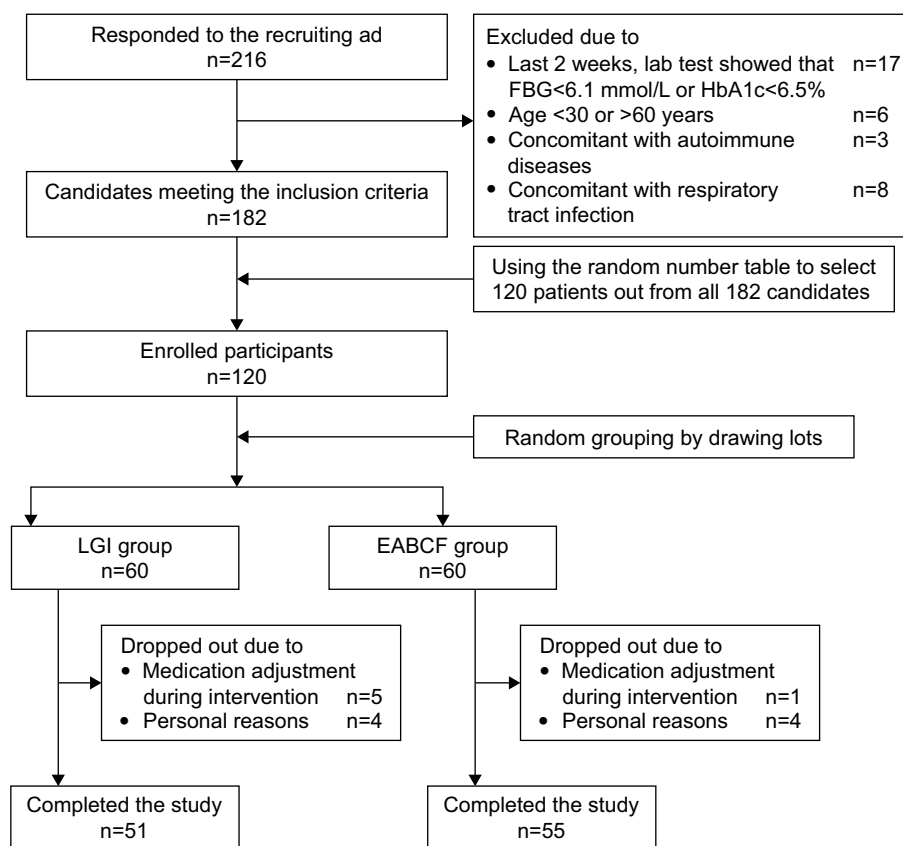 Responded to the recruiting ad
n=216
Excluded due to
• Last 2 weeks, lab test showed that n=17
FBG<6.1 mmol/L or HbA1c<6.5%
• Age <30 or >60 years n=6
• Concomitant with autoimmune n=3
diseases
• Concomitant with respiratory n=8
tract infection
Candidates meeting the inclusion criteria
n=182
Using the random number table to select
120 patients out from all 182 candidates
Enrolled participants
n=120
Random grouping by drawing lots
LGI group
n=60
EABCF group
n=60
Dropped out due to
• Medication adjustment
during intervention n=5
• Personal reasons n=4
Dropped out due to
• Medication adjustment
during intervention n=1
• Personal reasons n=4
Completed the study
n=51
Completed the study
n=55